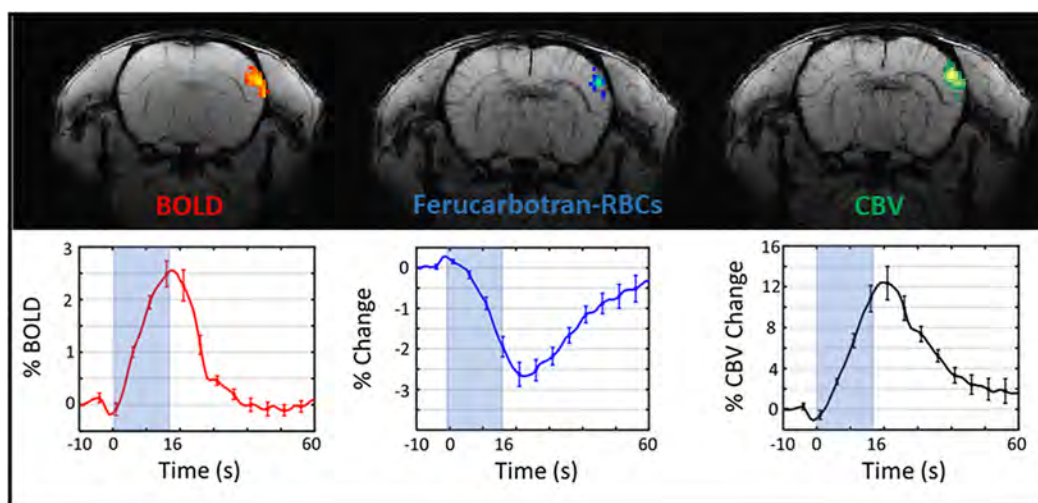 BOLD
Ferucarbotran-RBCs
CBV
% BOLD
3
2
1
0
-10
0
16
60
Time (s)
% Change
0
-1
-2
-3
-10
0
16
60
Time (s)
% CBV Change
16
12
8
4
0
-10
0
16
60
Time (s)